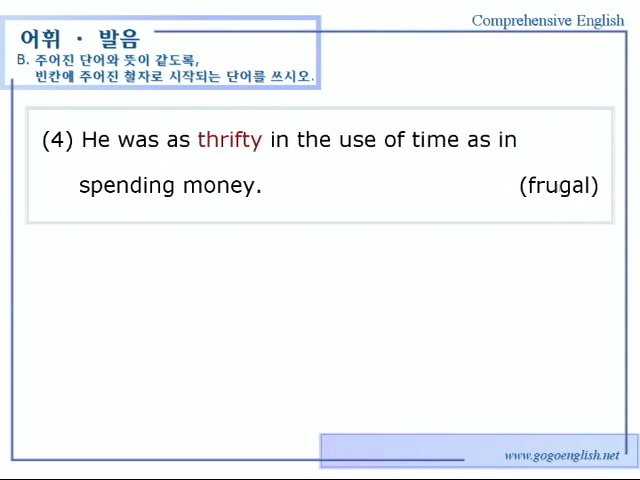 Comprehensive English
어휘 · 발음
B. 주어진 단어와 뜻이 같도록,
빈칸에 주어진 철자로 시작되는 단어를 쓰시오.
(4) He was as thrifty in the use of time as in
spending money. (frugal)
www.gogoenglish.net